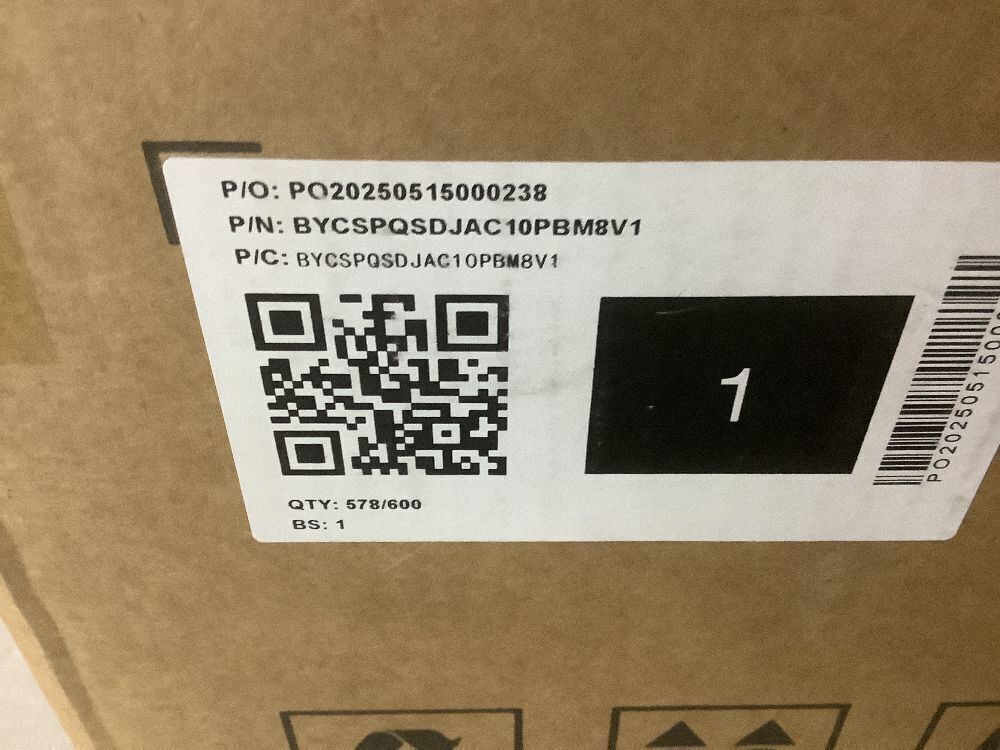 P/O: PO20250515000238
P/N: BYCSPQSDJAC10PBM8V1
P/C: BYCSPQSDJAC10PBM8V1
1
QTY: 578/600
BS: 1